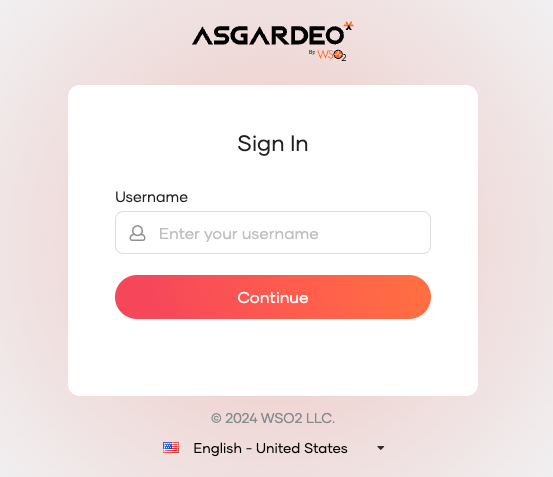 ASGARDEO
BY WSO2
Sign In
Username
Enter your username
Continue
© 2024 WSO2 LLC.
English - United States